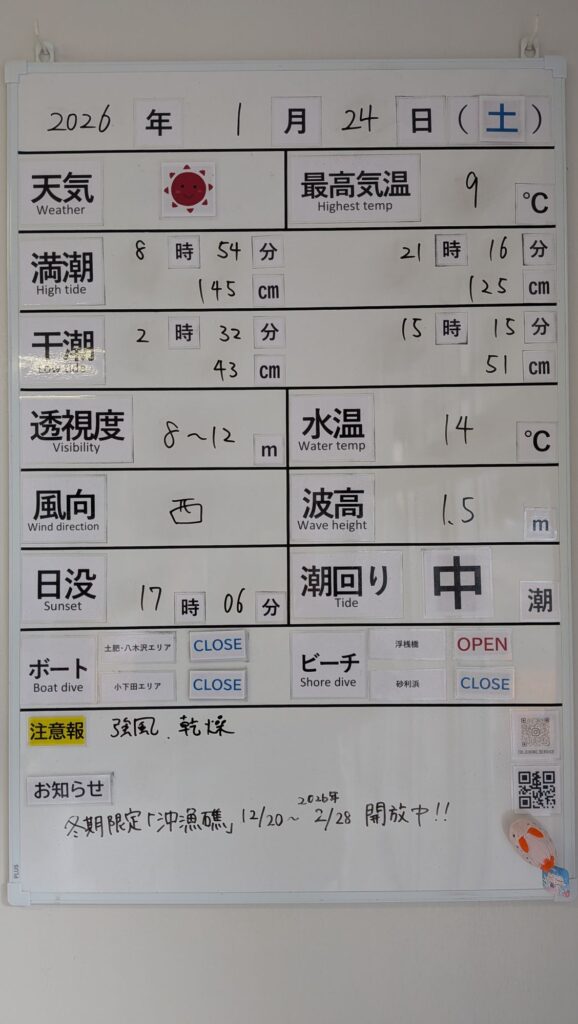 2026 年 1 月 24 日 (土)
天気 最高気温 9 ℃
Weather Highest temp
満潮 8 時 54 分 21 時 16 分
High tide 145 cm 125 cm
干潮 2 時 32 分 15 時 15 分
Low tide 43 cm 51 cm
透視度 8~12 m 水温 14 ℃
Visibility Water temp
風向 西 波高 1.5 m
Wind direction Wave height
日没 17 時 06 分 潮回り 中 潮
Sunset Tide
ボート 土肥・八木沢エリア CLOSE ビーチ 浮桟橋 OPEN
Boat dive 小下田エリア CLOSE Shore dive 砂利浜 CLOSE
注意報 強風、乾燥
お知らせ
2026年
冬期限定「沖漁礁」12/20~2/28 開放中!!
PLUS